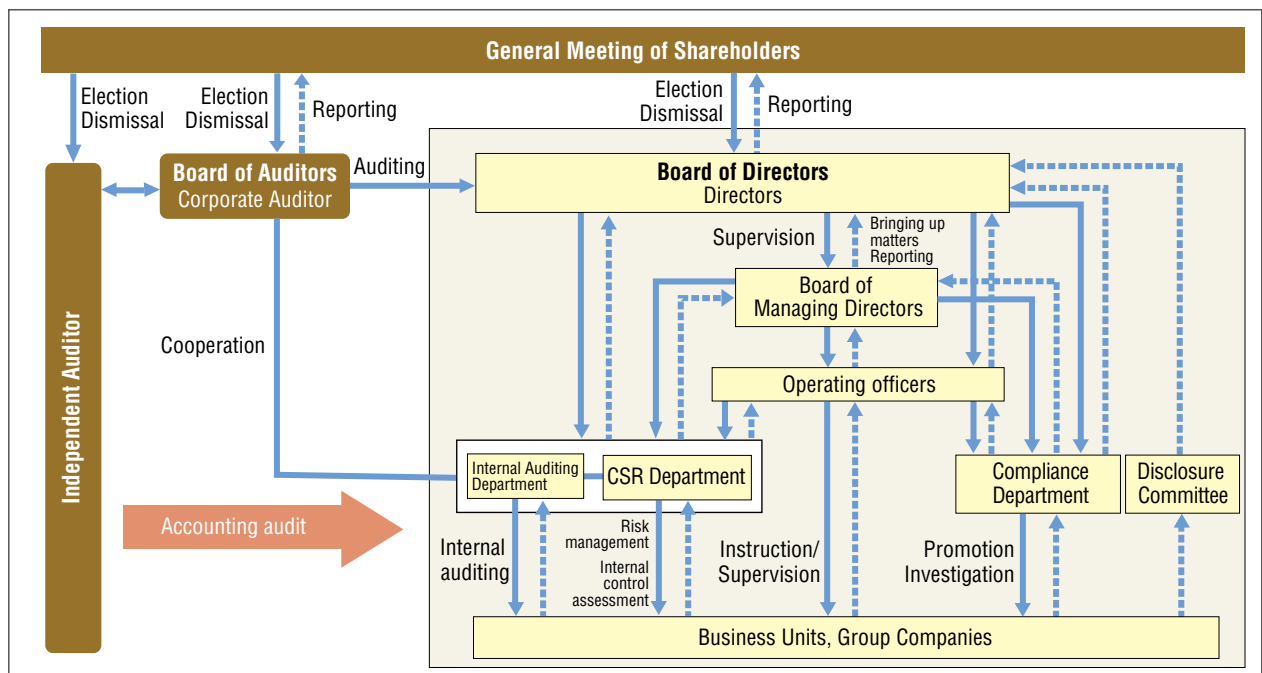 General Meeting of Shareholders
Election
Dismissal
Election
Dismissal
Reporting
Election
Dismissal
Reporting
Independent Auditor
Board of Auditors
Corporate Auditor
Auditing
Board of Directors
Directors
Supervision
Bringing up
matters
Reporting
Board of
Managing Directors
Cooperation
Operating officers
Internal Auditing
Department
CSR Department
Compliance
Department
Disclosure
Committee
Accounting audit
Internal
auditing
Risk
management
Internal
control
assessment
Instruction/
Supervision
Promotion
Investigation
Business Units, Group Companies